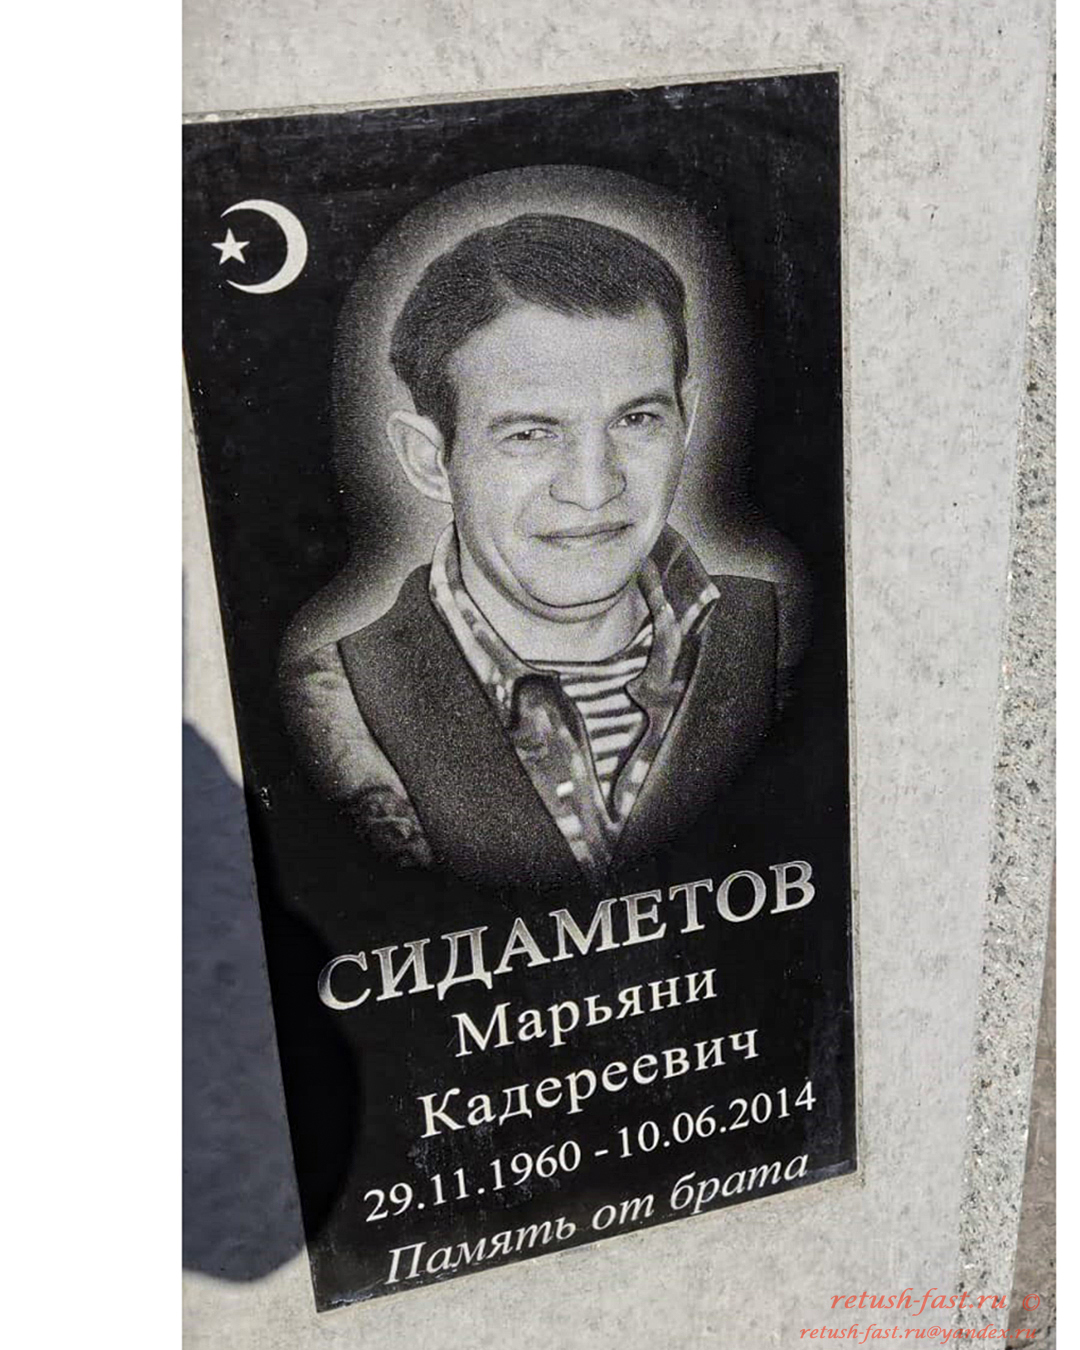 СИДАМЕТОВ
Марьяни
Кадереевич
29.11.1960 - 10.06.2014
Память от брата
retush-fast.ru ©
retush-fast.ru@yandex.ru